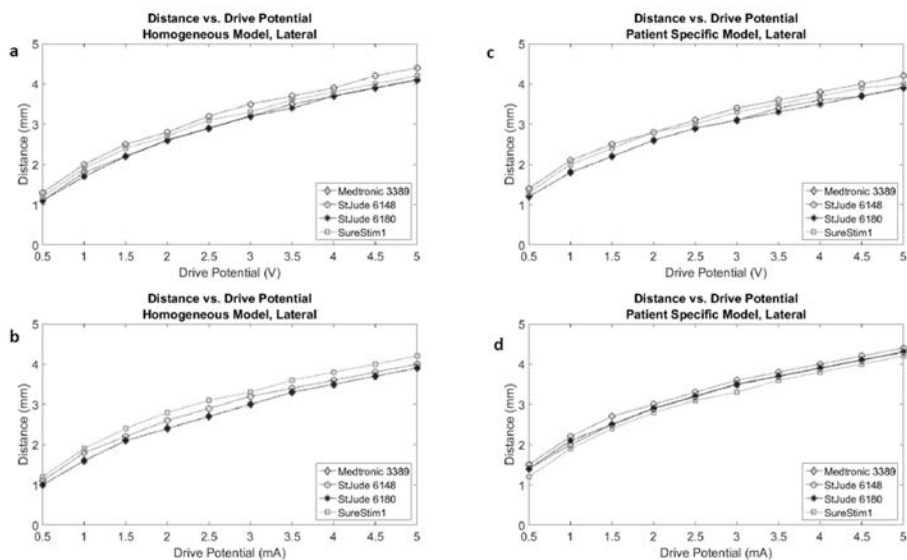 a
Distance vs. Drive Potential
Homogeneous Model, Lateral
Distance (mm)
5
4
3
2
1
0
0.5 1 1.5 2 2.5 3 3.5 4 4.5 5
Drive Potential (V)
Medtronic 3389
StJude 6148
StJude 6180
SureStim1
c
Distance vs. Drive Potential
Patient Specific Model, Lateral
Distance (mm)
5
4
3
2
1
0
0.5 1 1.5 2 2.5 3 3.5 4 4.5 5
Drive Potential (V)
Medtronic 3389
StJude 6148
StJude 6180
SureStim1
b
Distance vs. Drive Potential
Homogeneous Model, Lateral
Distance (mm)
5
4
3
2
1
0
0.5 1 1.5 2 2.5 3 3.5 4 4.5 5
Drive Potential (mA)
Medtronic 3389
StJude 6148
StJude 6180
SureStim1
d
Distance vs. Drive Potential
Patient Specific Model, Lateral
Distance (mm)
5
4
3
2
1
0
0.5 1 1.5 2 2.5 3 3.5 4 4.5 5
Drive Potential (mA)
Medtronic 3389
StJude 6148
StJude 6180
SureStim1